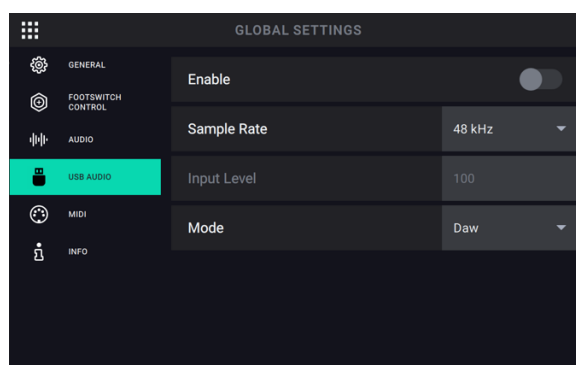 GLOBAL SETTINGS
GENERAL
FOOTSWITCH
CONTROL
AUDIO
USB AUDIO
MIDI
INFO
Enable
Sample Rate
48 kHz
Input Level
100
Mode
Daw